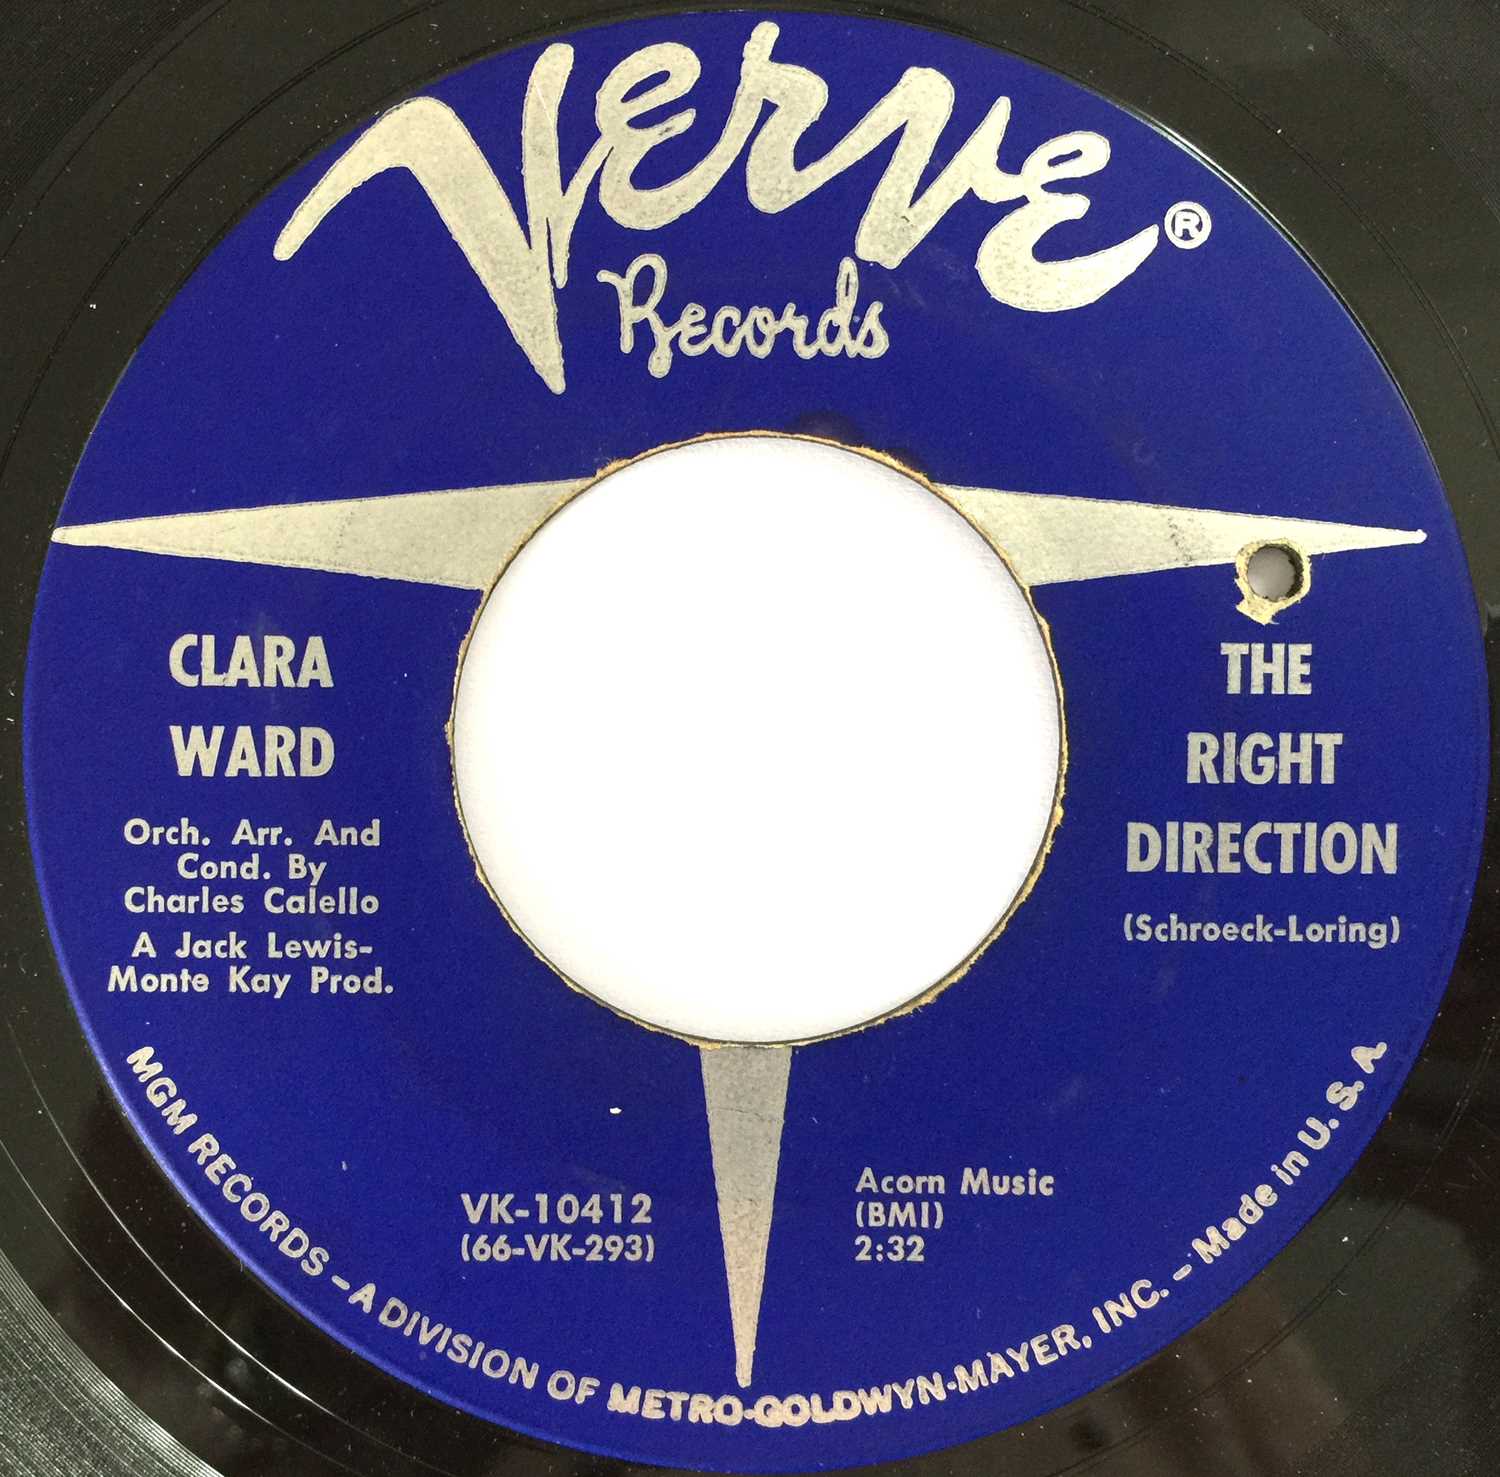 Verve®
Records
CLARA
WARD
Orch. Arr. And
Cond. By
Charles Calello
A Jack Lewis-
Monte Kay Prod.
THE
RIGHT
DIRECTION
(Schroeck-Loring)
VK-10412
(66-VK-293)
Acorn Music
(BMI)
2:32
MGM RECORDS – A DIVISION OF METRO-GOLDWYN-MAYER, INC. – Made in U. S. A.